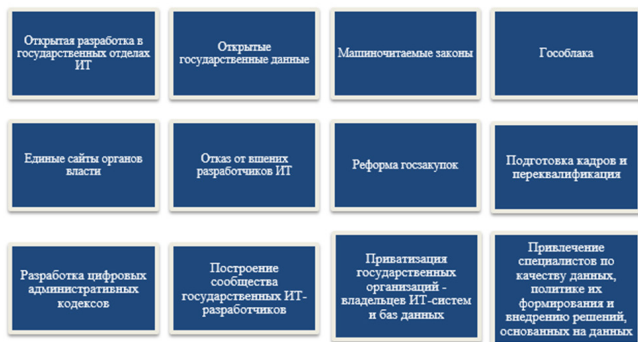 Открытая разработка в
государственных отделах
ИТ
Открытые
государственные данные
Машиночитаемые законы
Гособлака
Единые сайты органов
власти
Отказ от вшених
разработчиков ИТ
Реформа госзакупок
Подготовка кадров и
переквалификация
Разработка цифровых
административных
кодексов
Построение
сообщества
государственных ИТ-
разработчиков
Приватизация
государственных
организаций -
владельцев ИТ-систем
и баз данных
Привлечение
специалистов по
качеству данных,
политике их
формирования и
внедрению решений,
основанных на данных